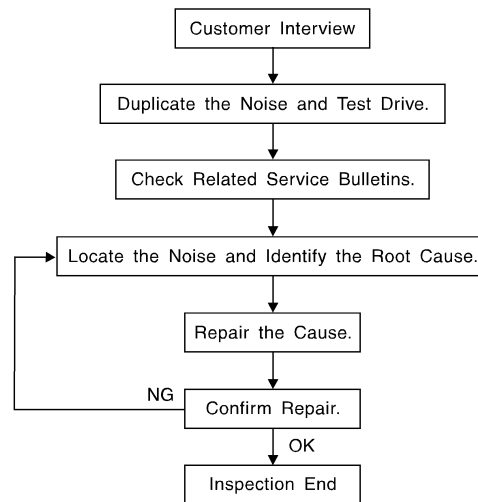 Customer Interview
Duplicate the Noise and Test Drive.
Check Related Service Bulletins.
Locate the Noise and Identify the Root Cause.
Repair the Cause.
NG
Confirm Repair.
OK
Inspection End